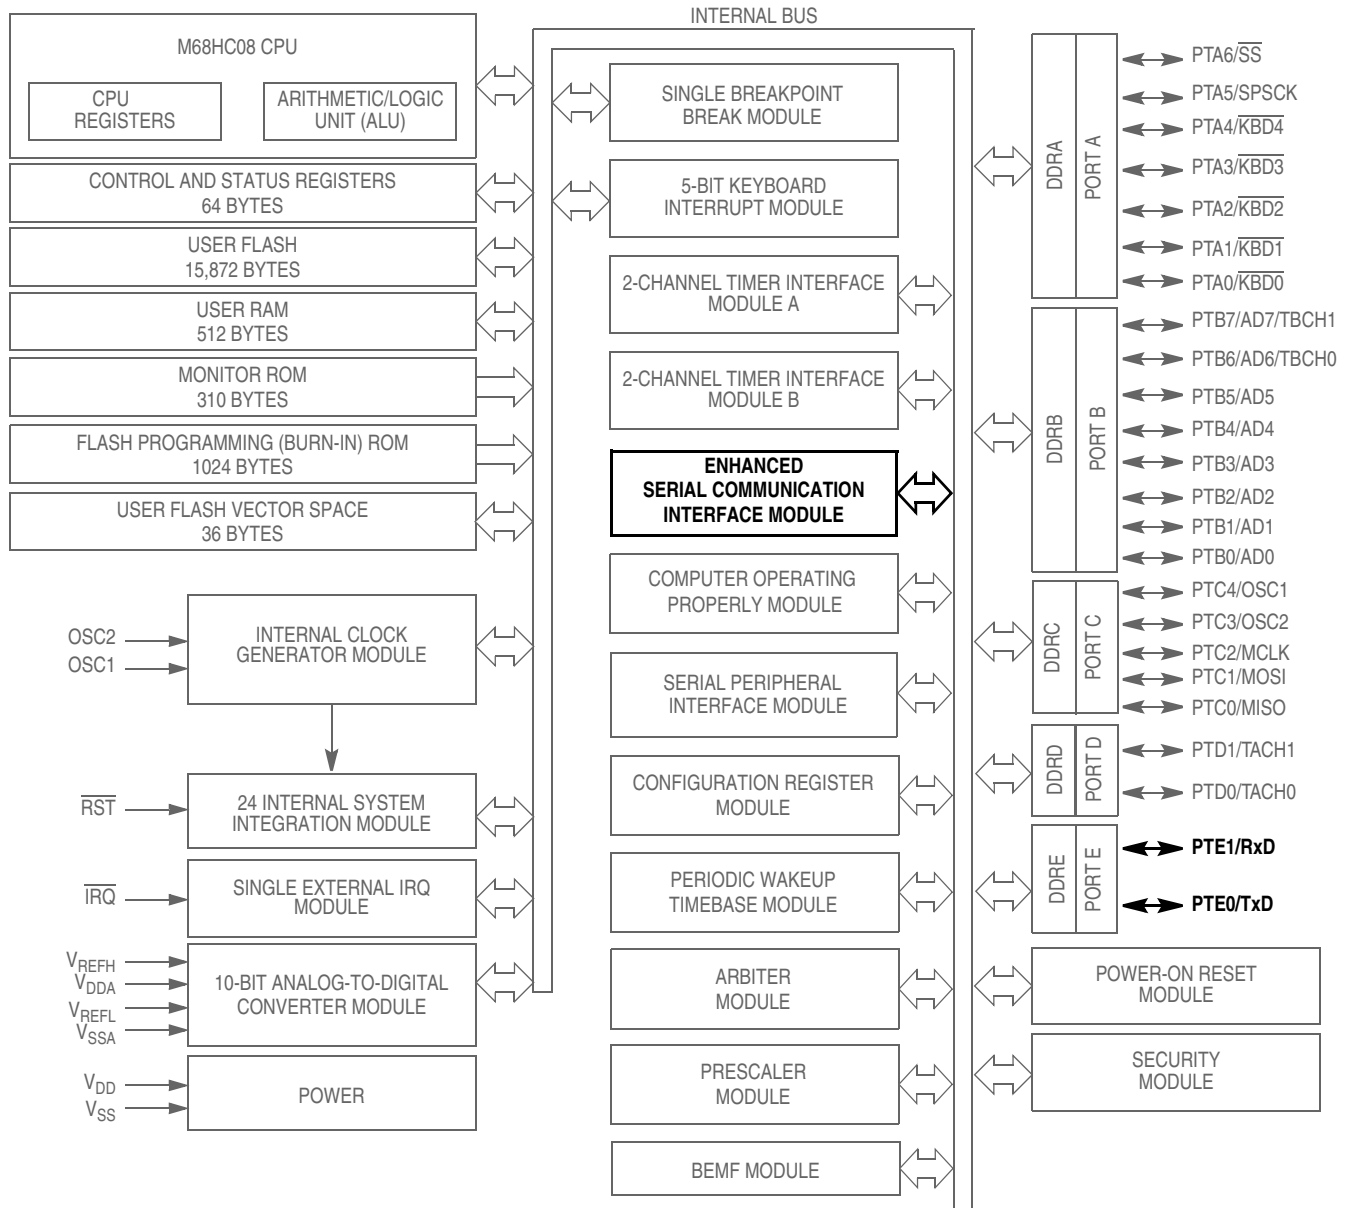 INTERNAL BUS
M68HC08 CPU
CPU
REGISTERS
ARITHMETIC/LOGIC
UNIT (ALU)
CONTROL AND STATUS REGISTERS
64 BYTES
USER FLASH
15,872 BYTES
USER RAM
512 BYTES
MONITOR ROM
310 BYTES
FLASH PROGRAMMING (BURN-IN) ROM
1024 BYTES
USER FLASH VECTOR SPACE
36 BYTES
OSC2
OSC1
INTERNAL CLOCK
GENERATOR MODULE
RST
24 INTERNAL SYSTEM
INTEGRATION MODULE
IRQ
SINGLE EXTERNAL IRQ
MODULE
VREFH
VDDA
VREFL
VSSA
10-BIT ANALOG-TO-DIGITAL
CONVERTER MODULE
VDD
VSS
POWER
SINGLE BREAKPOINT
BREAK MODULE
5-BIT KEYBOARD
INTERRUPT MODULE
2-CHANNEL TIMER INTERFACE
MODULE A
2-CHANNEL TIMER INTERFACE
MODULE B
ENHANCED
SERIAL COMMUNICATION
INTERFACE MODULE
COMPUTER OPERATING
PROPERLY MODULE
SERIAL PERIPHERAL
INTERFACE MODULE
CONFIGURATION REGISTER
MODULE
PERIODIC WAKEUP
TIMEBASE MODULE
ARBITER
MODULE
PRESCALER
MODULE
BEMF MODULE
DDRA
PORT A
PTA6/SS
PTA5/SPSCK
PTA4/KBD4
PTA3/KBD3
PTA2/KBD2
PTA1/KBD1
PTA0/KBD0
DDRB
PORT B
PTB7/AD7/TBCH1
PTB6/AD6/TBCH0
PTB5/AD5
PTB4/AD4
PTB3/AD3
PTB2/AD2
PTB1/AD1
PTB0/AD0
DDRC
PORT C
PTC4/OSC1
PTC3/OSC2
PTC2/MCLK
PTC1/MOSI
PTC0/MISO
DDRD
PORT D
PTD1/TACH1
PTD0/TACH0
DDRE
PORT E
PTE1/RxD
PTE0/TxD
POWER-ON RESET
MODULE
SECURITY
MODULE